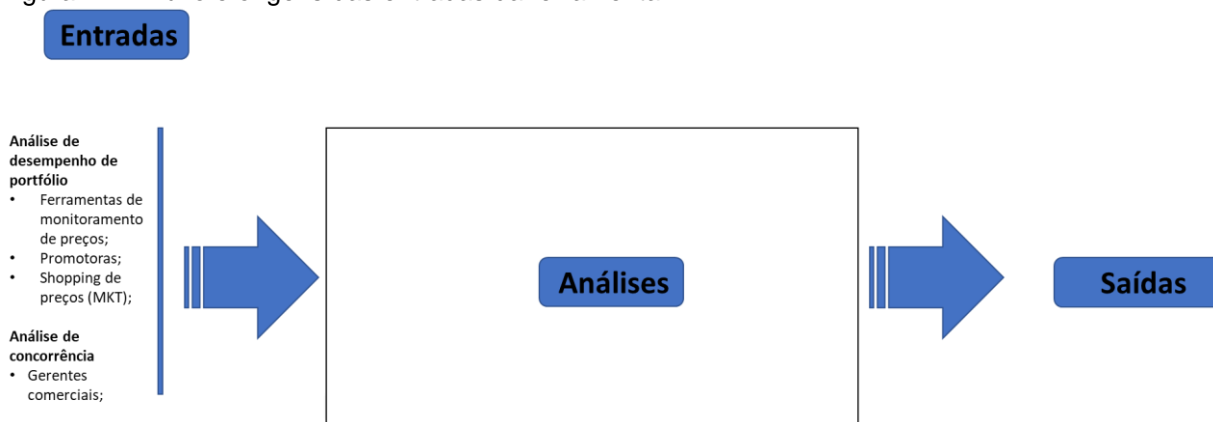 Entradas
Análise de
desempenho de
portfólio
• Ferramentas de
monitoramento
de preços;
• Promotoras;
• Shopping de
preços (MKT);
Análise de
concorrência
• Gerentes
comerciais;
Análises
Saídas